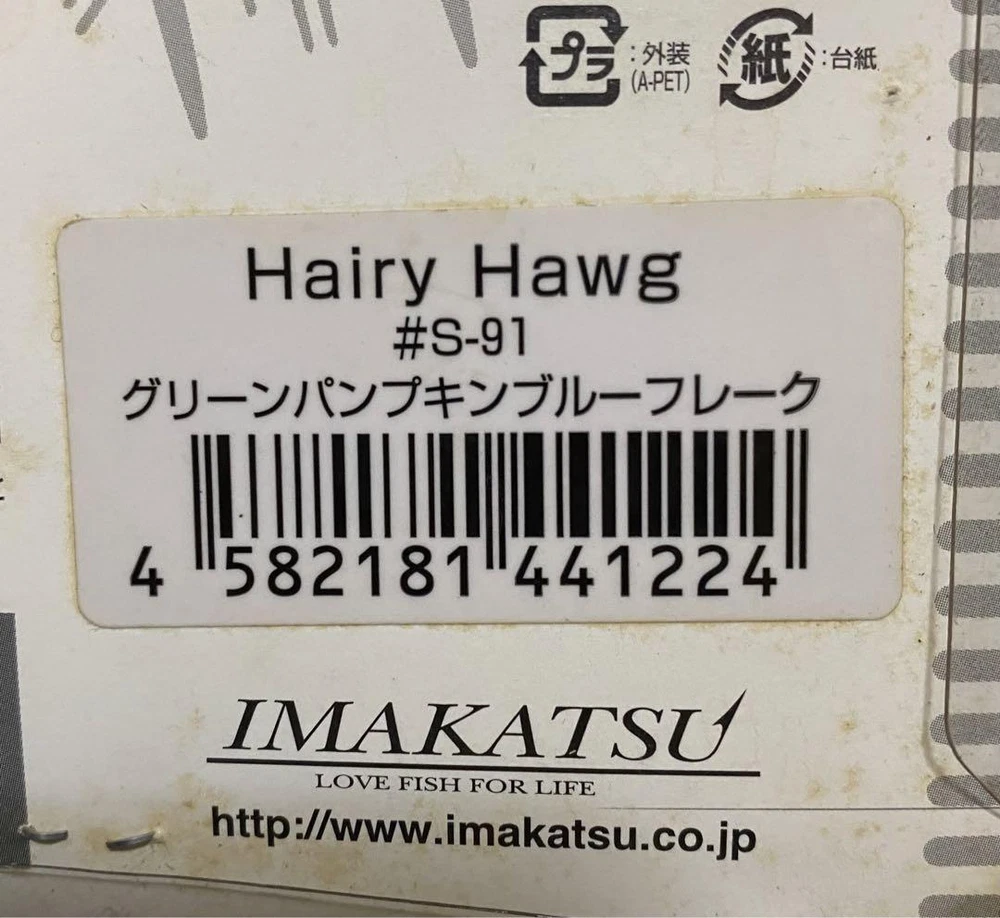 プラ:外装
(A-PET)
紙:台紙
Hairy Hawg
#S-91
グリーンパンプキンブルーフレーク
4 582181 441224
IMAKATSU
LOVE FISH FOR LIFE
http://www.imakatsu.co.jp